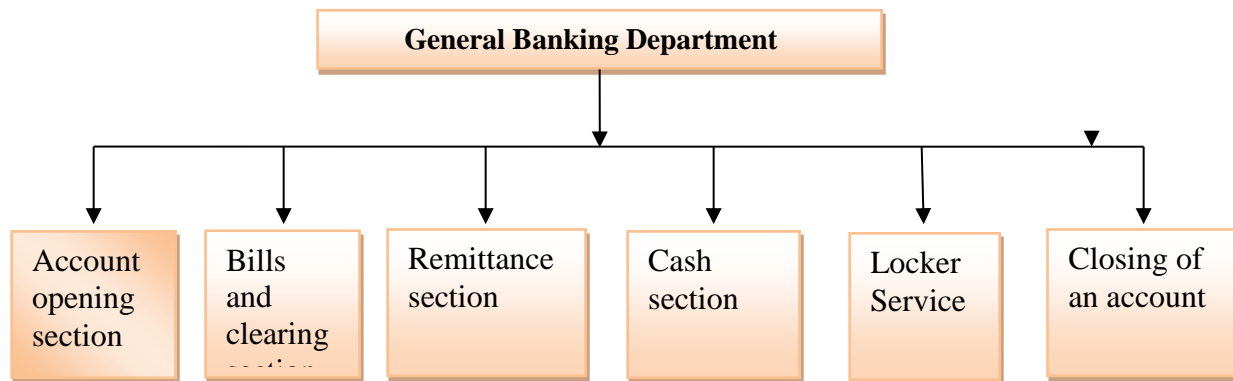 General Banking Department
Account
opening
section
Bills
and
clearing
Remittance
section
Cash
section
Locker
Service
Closing of
an account